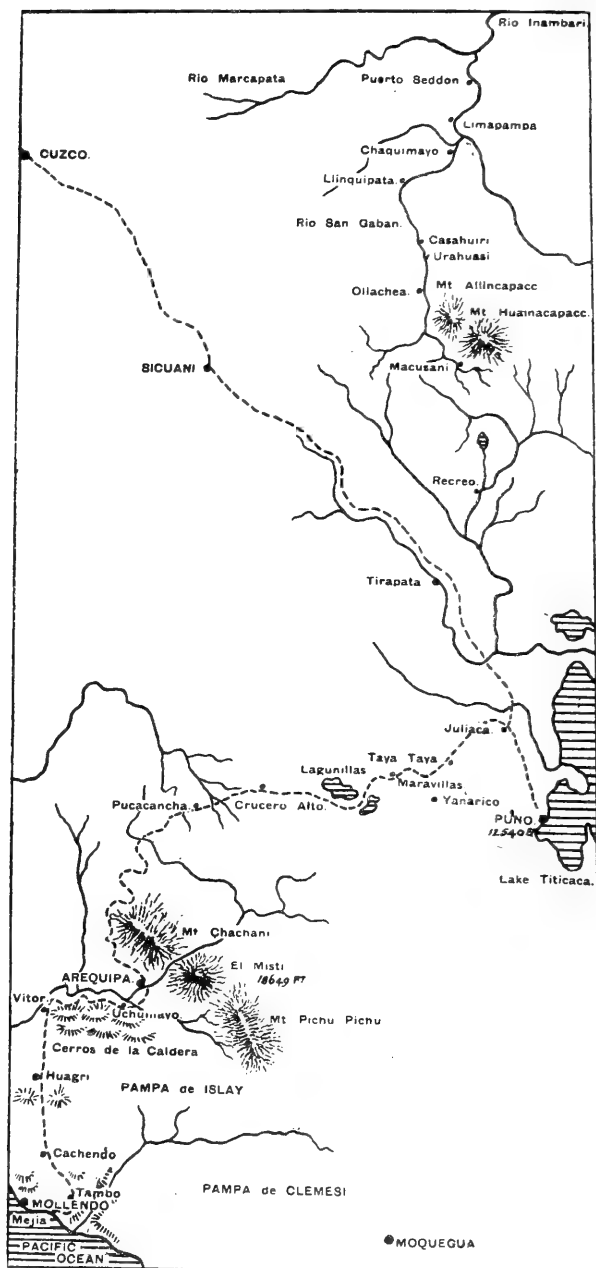 Rio Inambari.
Rio Marcapata
Puerto Seddon
Limapampa
CUZCO.
Chaquimayo
Llinquipata.
Rio San Gaban.
Casahuiri
Urahuasi
Ollachea.
Mt Allincapacc
Mt Huainacapacc.
SICUANI
Macusani
Recreo.
Tirapata
Juliaca.
Taya Taya
Lagunillas
Maravillas
Pucacancha.
Crucero Alto.
Yanarico
PUNO.
Lake Titicaca.
Mt Chachani
El Misti
18649 FT
AREQUIPA.
Vitor
Uchumayo
Mt Pichu Pichu
Cerros de la Caldera
Huagri
PAMPA de ISLAY
Cachendo
Tambo
PAMPA de CLEMESI
MOLLENDO
Mejia
PACIFIC
OCEAN
MOQUEGUA